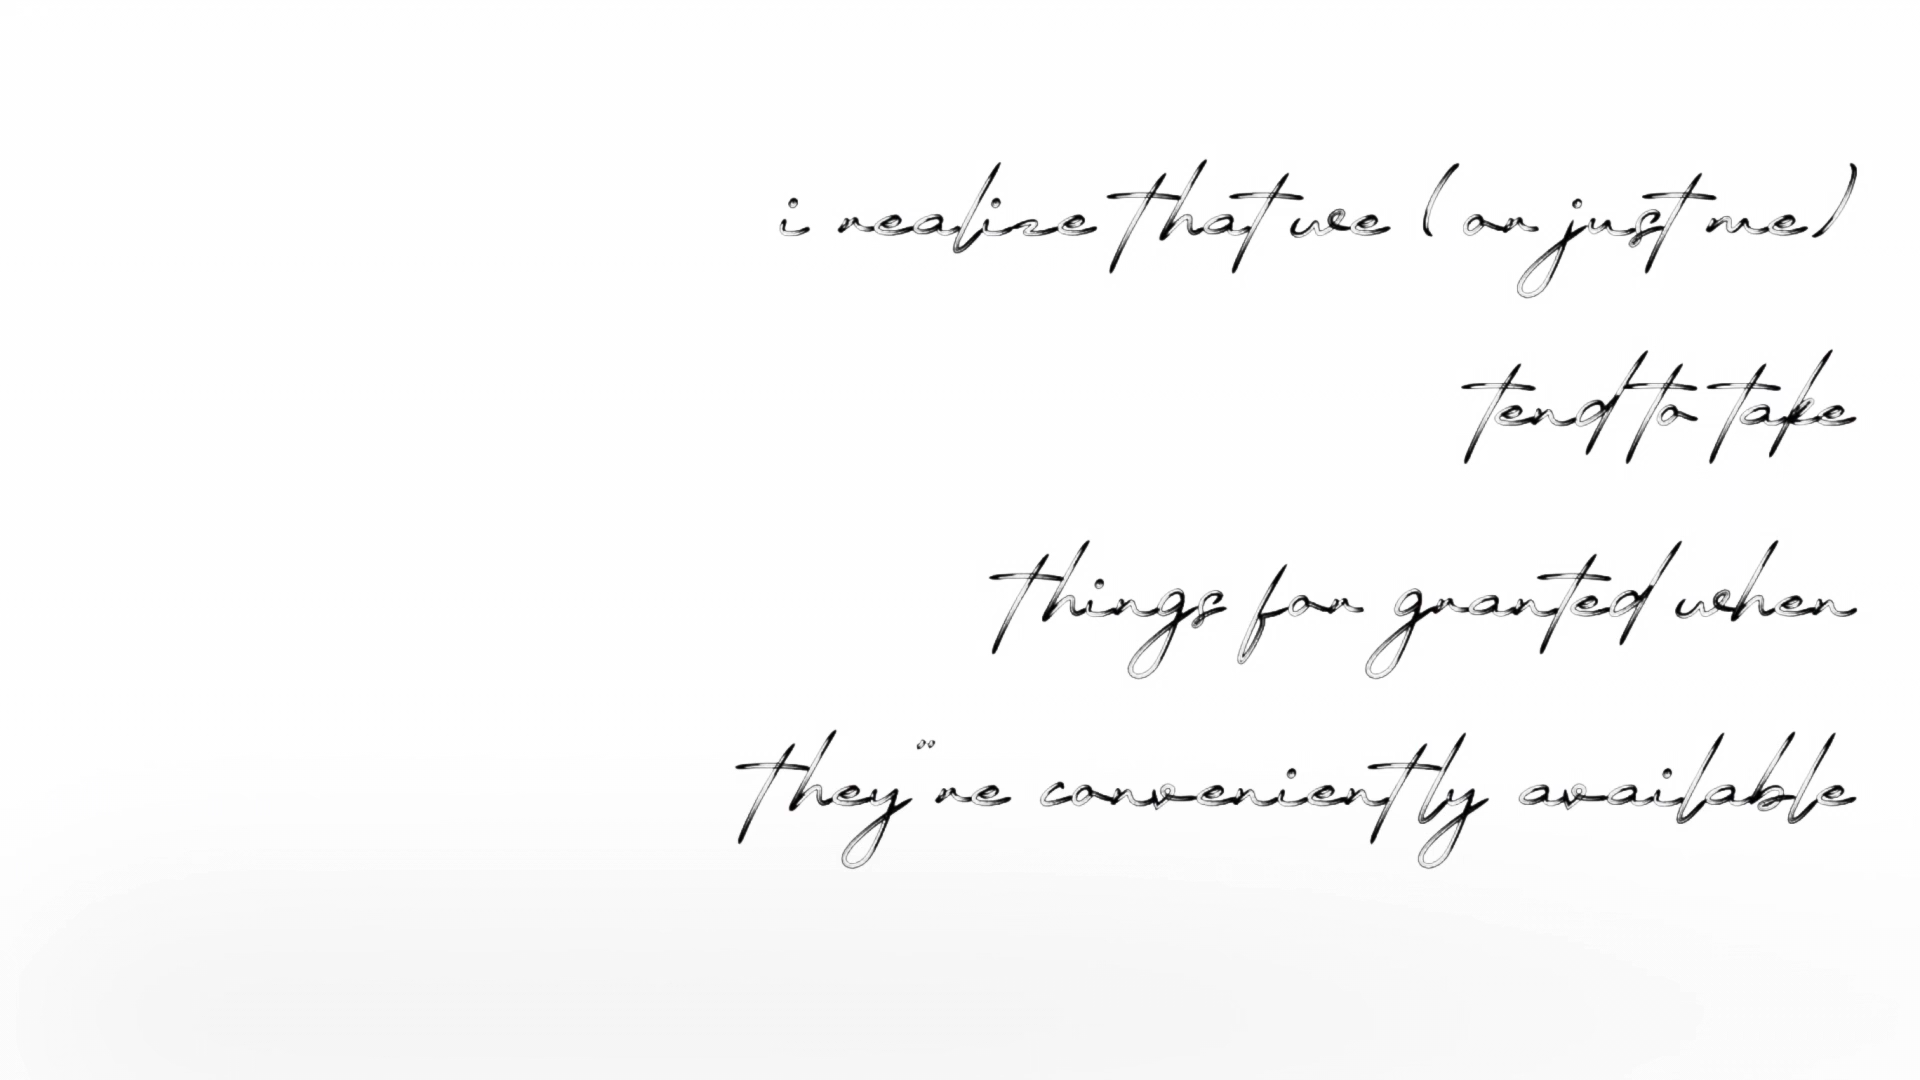 i realize that we (or just me)
tend to take
things for granted when
they"re conveniently available